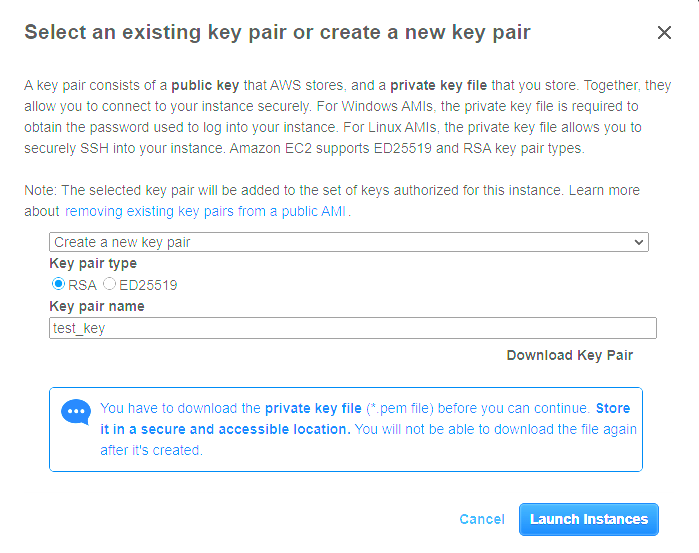 Select an existing key pair or create a new key pair
A key pair consists of a public key that AWS stores, and a private key file that you store. Together, they
allow you to connect to your instance securely. For Windows AMIs, the private key file is required to
obtain the password used to log into your instance. For Linux AMIs, the private key file allows you to
securely SSH into your instance. Amazon EC2 supports ED25519 and RSA key pair types.
Note: The selected key pair will be added to the set of keys authorized for this instance. Learn more
about removing existing key pairs from a public AMI.
Create a new key pair
Key pair type
RSA ED25519
Key pair name
test_key
Download Key Pair
You have to download the private key file (*.pem file) before you can continue. Store
it in a secure and accessible location. You will not be able to download the file again
after it's created.
Cancel Launch Instances